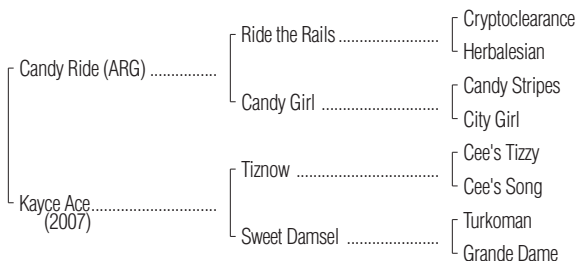 Cryptoclearance
Ride the Rails ......................
Herbalesian
Candy Ride (ARG) ................
Candy Stripes
Candy Girl ..........................
City Girl
Cee's Tizzy
Tiznow ................................
Cee's Song
Kayce Ace..............................
(2007)
Turkoman
Sweet Damsel ....................
Grande Dame